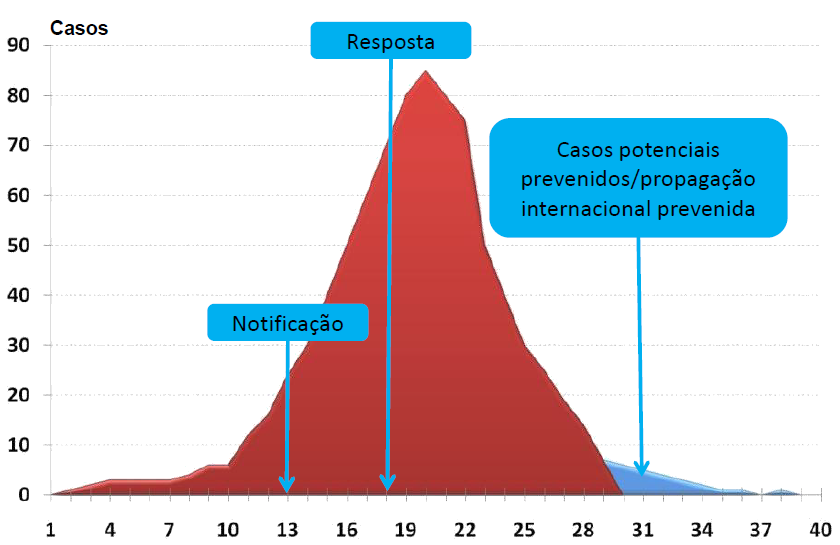 Casos
90
80
70
60
50
40
30
20
10
0
Resposta
Casos potenciais
prevenidos/propagação
internacional prevenida
Notificação
1 4 7 10 13 16 19 22 25 28 31 34 37 40